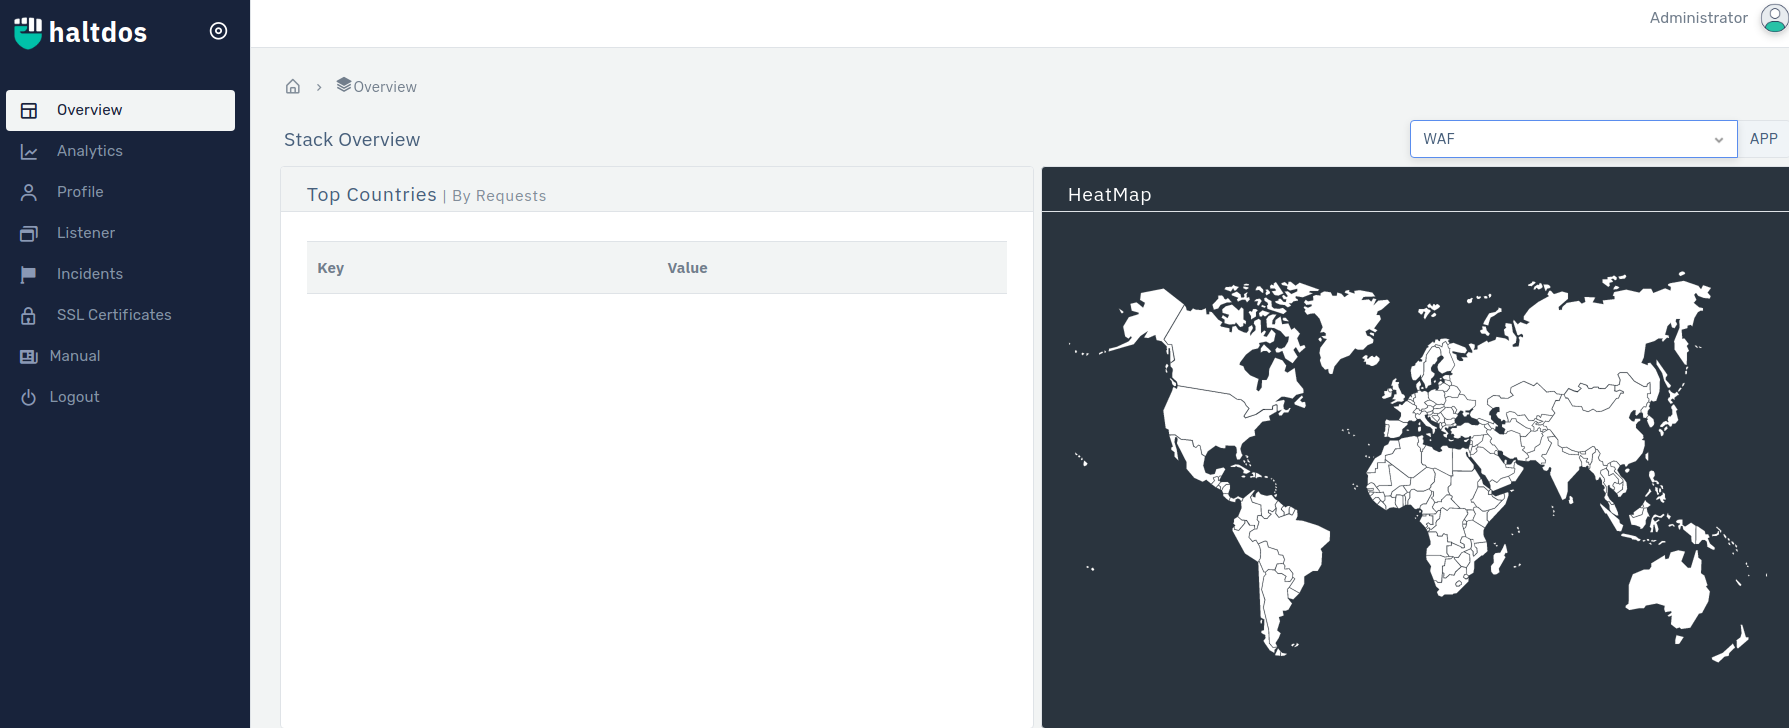 haltdos
Administrator
Overview
Analytics
Profile
Listener
Incidents
SSL Certificates
Manual
Logout
Overview
Stack Overview
WAF
APP
Top Countries | By Requests
Key Value
HeatMap